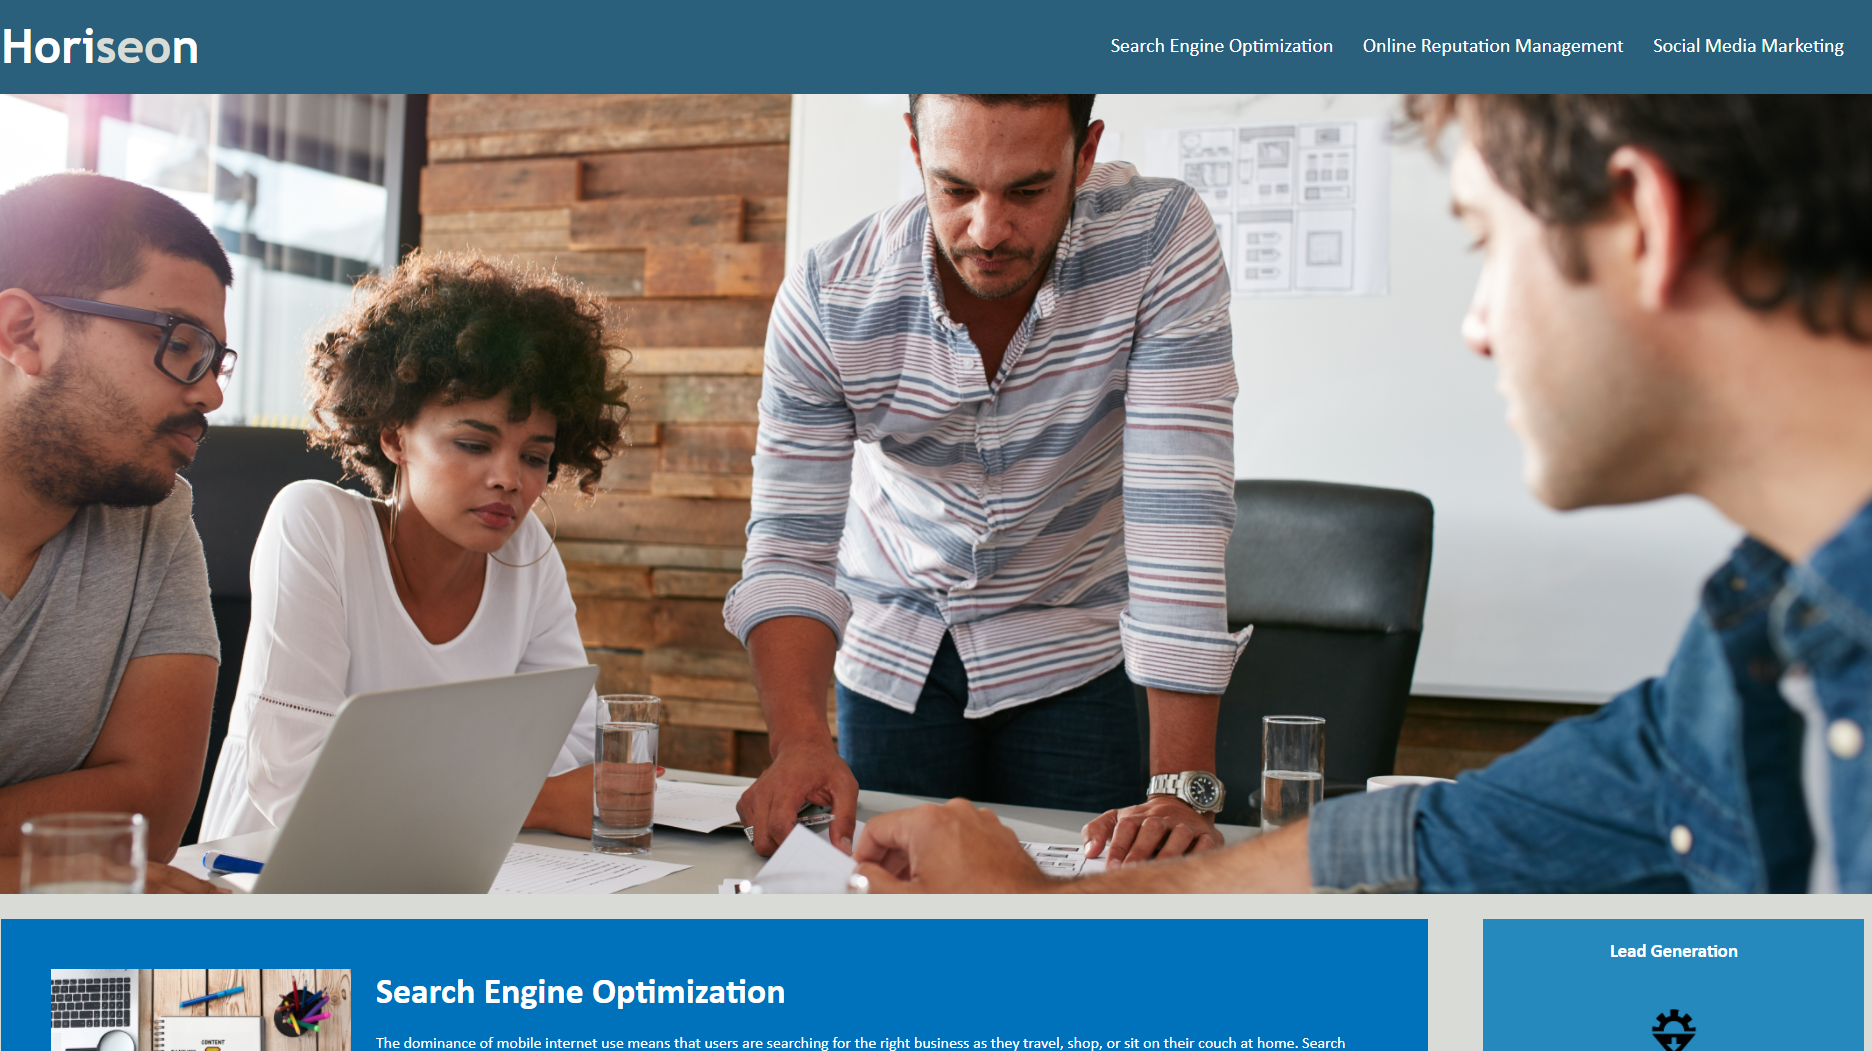 Horiseon
Search Engine Optimization
Online Reputation Management
Social Media Marketing
Search Engine Optimization
The dominance of mobile internet use means that users are searching for the right business as they travel, shop, or sit on their couch at home. Search
Lead Generation
CONTENT